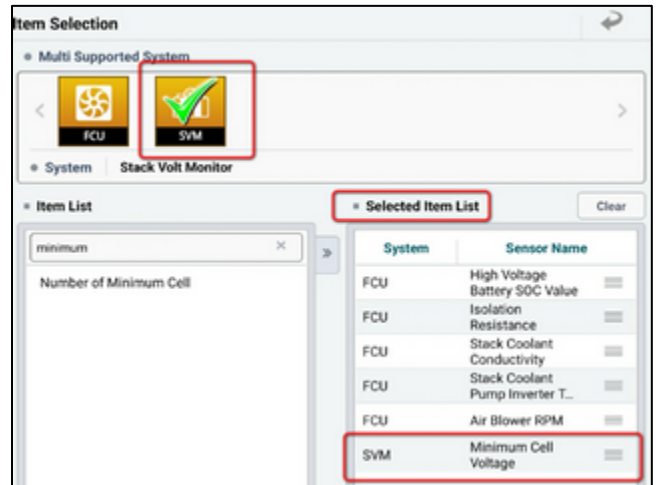 Item Selection
Multi Supported System
FCU
SVM
System Stack Volt Monitor
Item List
Selected Item List
Clear
minimum
Number of Minimum Cell
System Sensor Name
FCU High Voltage
Battery SOC Value
FCU Isolation
Resistance
FCU Stack Coolant
Conductivity
FCU Stack Coolant
Pump Inverter T...
FCU Air Blower RPM
SVM Minimum Cell
Voltage